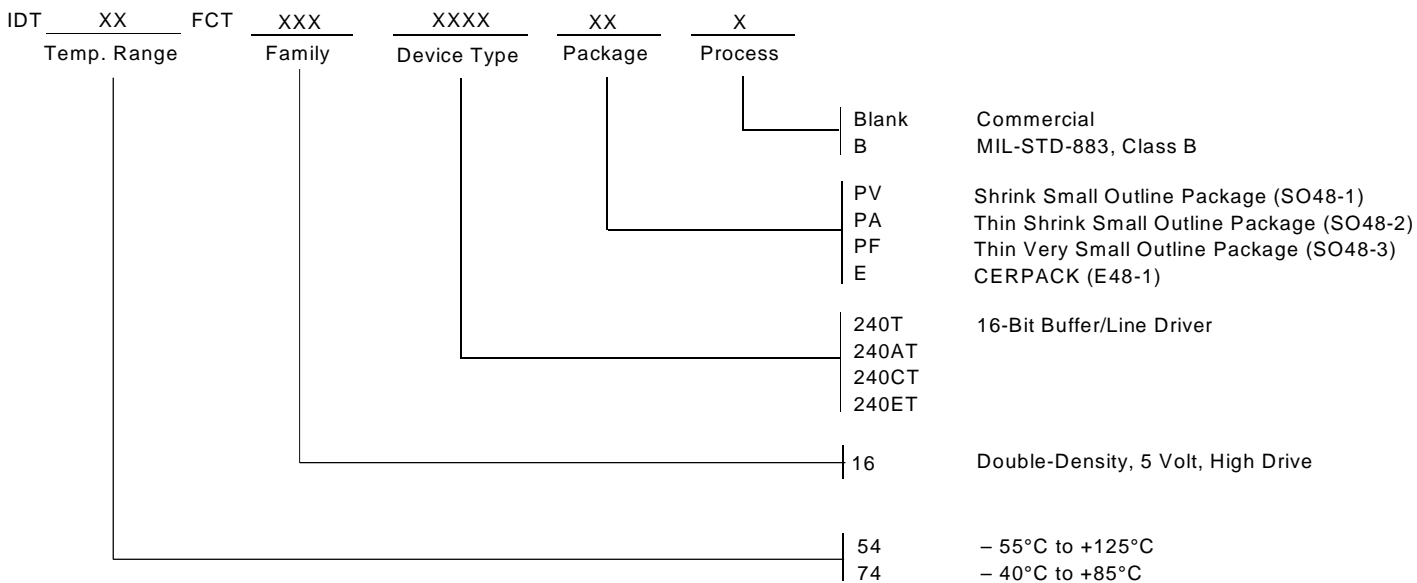 IDT XX FCT XXX XXXX XX X
Temp. Range Family Device Type Package Process
Blank Commercial
B MIL-STD-883, Class B
PV Shrink Small Outline Package (SO48-1)
PA Thin Shrink Small Outline Package (SO48-2)
PF Thin Very Small Outline Package (SO48-3)
E CERPACK (E48-1)
240T 16-Bit Buffer/Line Driver
240AT
240CT
240ET
16 Double-Density, 5 Volt, High Drive
54 – 55°C to +125°C
74 – 40°C to +85°C